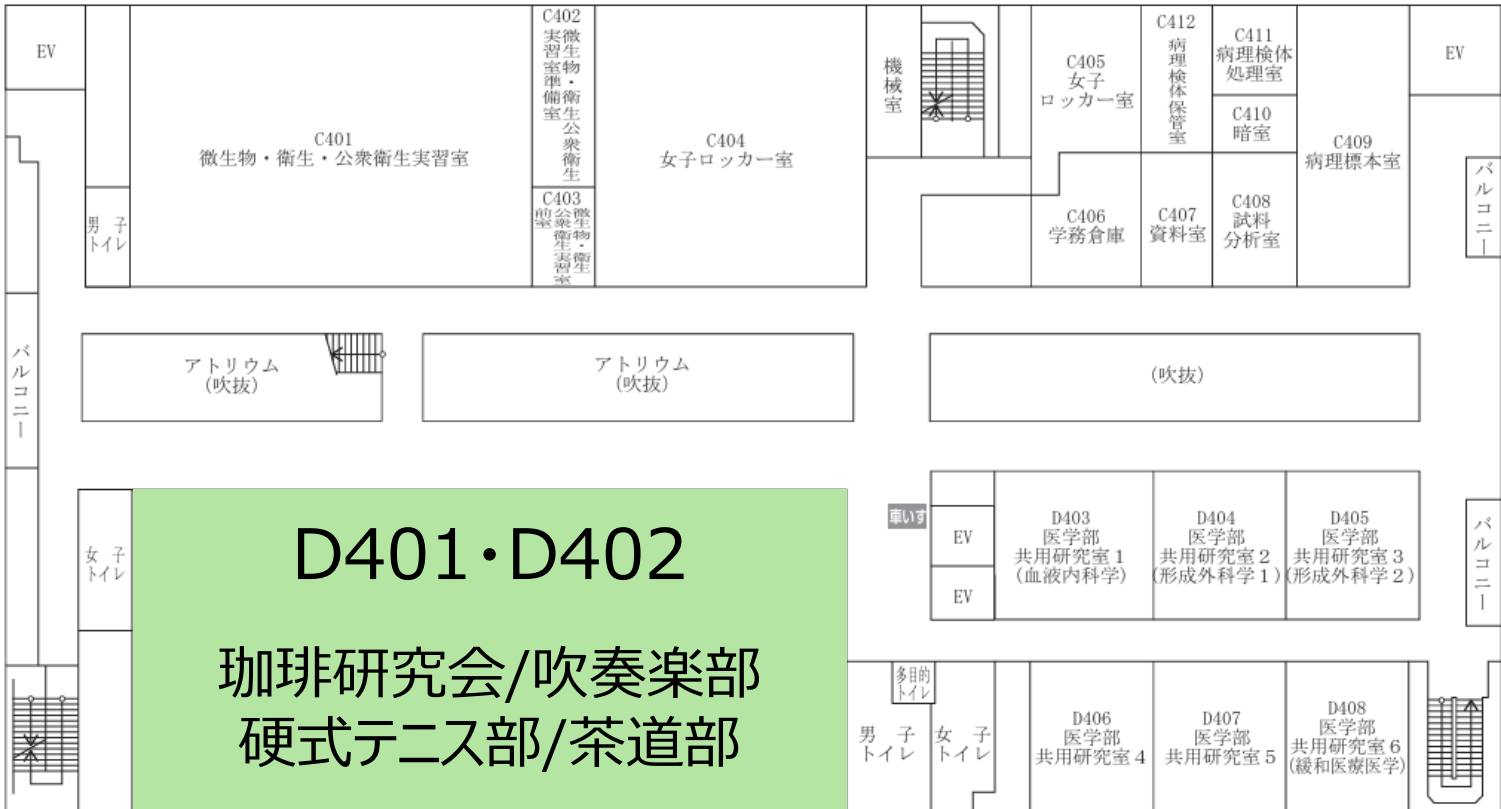 EV
C401
微生物・衛生・公衆衛生実習室
C402
微生物・衛生公衆衛生
実習室準備室
C403
微生物・衛生
公衆衛生実習室
前室
C404
女子ロッカー室
機械室
C405
女子
ロッカー室
C412
病理検体保管室
C411
病理検体
処理室
C410
暗室
C409
病理標本室
EV
男子
トイレ
C406
学務倉庫
C407
資料室
C408
試料
分析室
バルコニー
バルコニー
アトリウム
(吹抜)
アトリウム
(吹抜)
(吹抜)
女子
トイレ
D401・D402
珈琲研究会/吹奏楽部
硬式テニス部/茶道部
車いす
EV
EV
D403
医学部
共用研究室1
(血液内科学)
D404
医学部
共用研究室2
(形成外科学1)
D405
医学部
共用研究室3
(形成外科学2)
バルコニー
多目的
トイレ
男子
トイレ
女子
トイレ
D406
医学部
共用研究室4
D407
医学部
共用研究室5
D408
医学部
共用研究室6
(緩和医療医学)